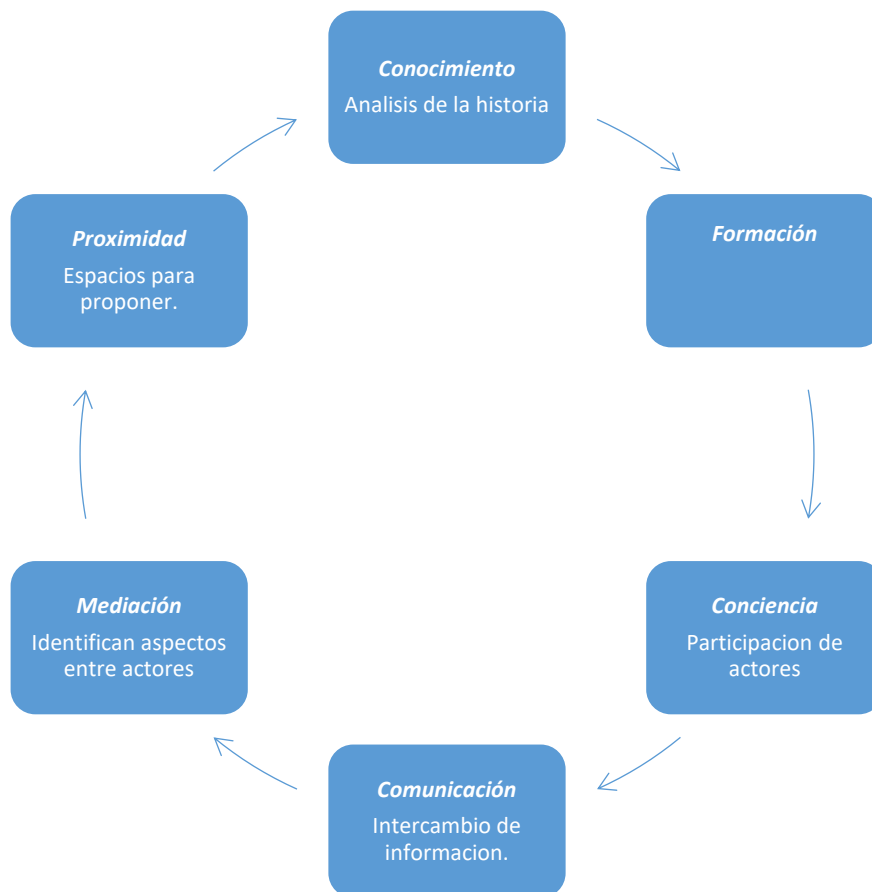 Conocimiento
Analisis de la historia
Formación
Conciencia
Participacion de
actores
Comunicación
Intercambio de
informacion.
Mediación
Identifican aspectos
entre actores
Proximidad
Espacios para
proponer.